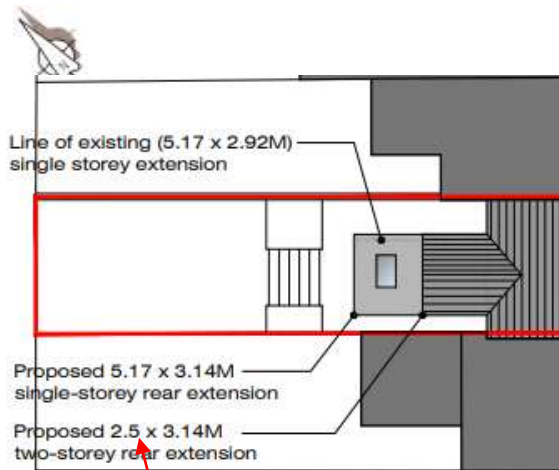 N
Line of existing (5.17 x 2.92M)
single storey extension
Proposed 5.17 x 3.14M
single-storey rear extension
Proposed 2.5 x 3.14M
two-storey rear extension